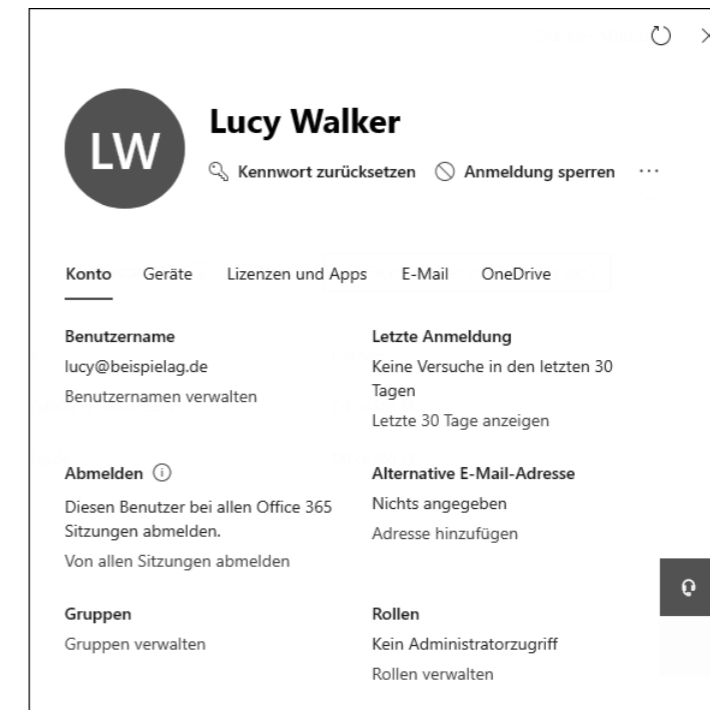 LW
Lucy Walker
Kennwort zurücksetzen Anmeldung sperren ...
Konto Geräte Lizenzen und Apps E-Mail OneDrive
Benutzername
lucy@beispielag.de
Benutzernamen verwalten
Letzte Anmeldung
Keine Versuche in den letzten 30
Tagen
Letzte 30 Tage anzeigen
Abmelden
Diesen Benutzer bei allen Office 365
Sitzungen abmelden.
Von allen Sitzungen abmelden
Alternative E-Mail-Adresse
Nichts angegeben
Adresse hinzufügen
Gruppen
Gruppen verwalten
Rollen
Kein Administratorzugriff
Rollen verwalten